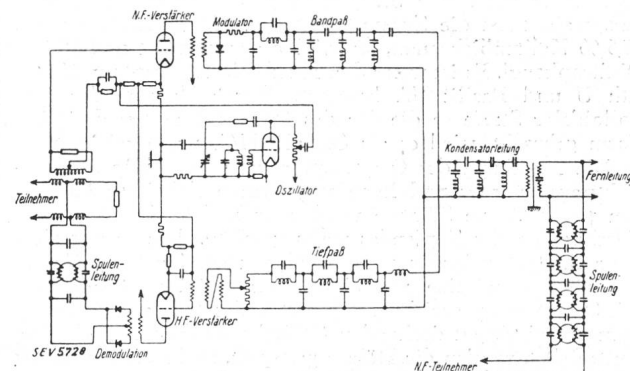 N.F.-Verstärker
Modulator
Bandpaß
Kondensatorleitung
Fernleitung
Oszillator
Teilnehmer
Tiefpaß
Spulen-
leitung
Spulen-
leitung
H.F.-Verstärker
SEV 5728
Demodulation
N.F.-Teilnehmer